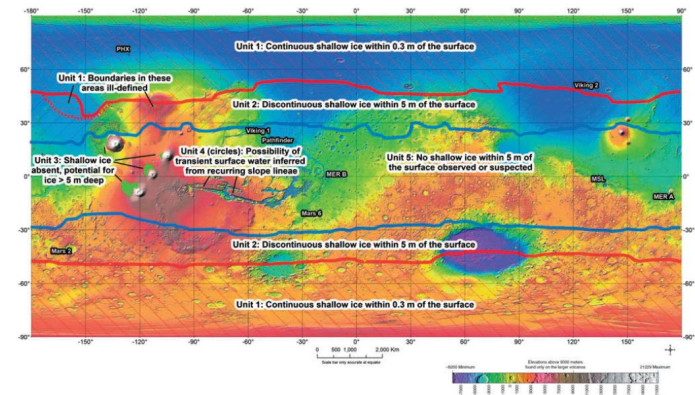 -180° -150° -120° -90° -60° -30° 0° 30° 60° 90° 120° 150° 90°
PHX
Unit 1: Continuous shallow ice within 0.3 m of the surface
60° 60°
Unit 1: Boundaries in these
areas ill-defined
Viking 2
Unit 2: Discontinuous shallow ice within 5 m of the surface
30° 30°
Viking 1
Pathfinder
Unit 3: Shallow ice
absent, potential for
ice > 5 m deep
Unit 4 (circles): Possibility of
transient surface water inferred
from recurring slope lineae
Unit 5: No shallow ice within 5 m of
the surface observed or suspected
0° 0°
MER B
MSL
MER A
Mars 6
-30° -30°
Unit 2: Discontinuous shallow ice within 5 m of the surface
Mars 2
-60° -60°
Unit 1: Continuous shallow ice within 0.3 m of the surface
-90° -90°
-180° -150° -120° -90° -60° -30° 0° 30° 60° 90° 120° 150°
0 500 1,000 2,000 Km
Scale bar only accurate at equator
Elevations above 9000 meters
found only on the larger volcanos
Minimum Maximum